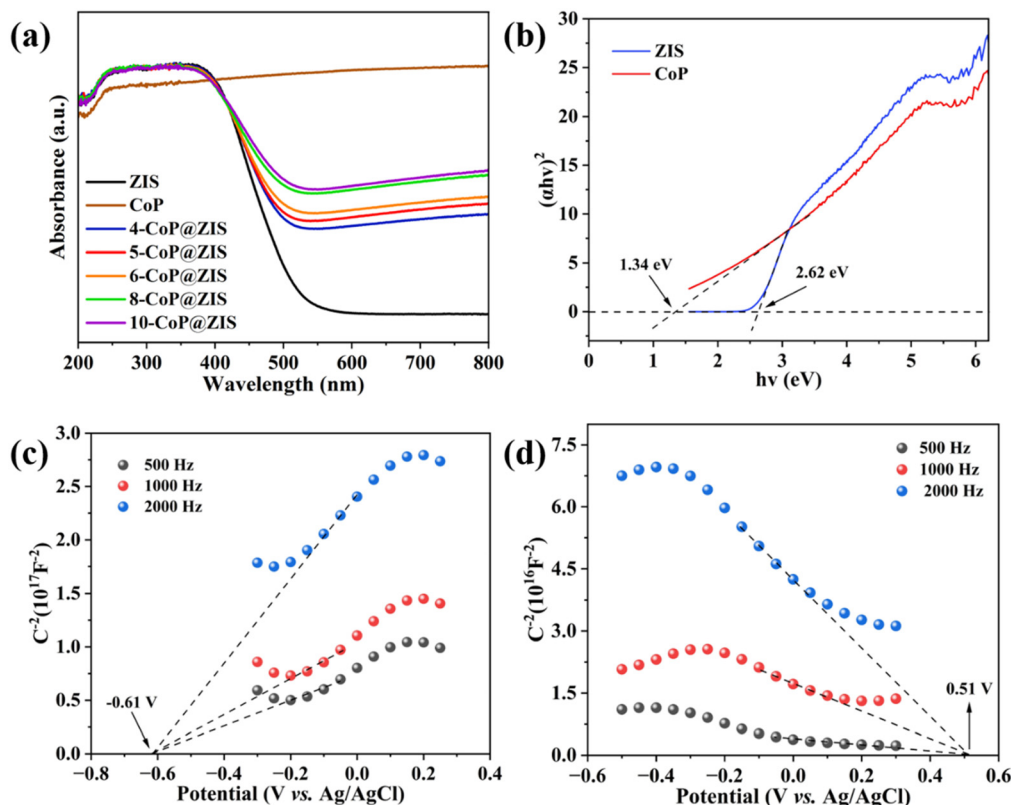 (a)
Absorbance (a.u.)
ZIS
CoP
4-CoP@ZIS
5-CoP@ZIS
6-CoP@ZIS
8-CoP@ZIS
10-CoP@ZIS
200 300 400 500 600 700 800
Wavelength (nm)
(b)
ZIS
CoP
(αhν)²
30
25
20
15
10
5
0
1.34 eV
2.62 eV
0 1 2 3 4 5 6
hν (eV)
(c)
500 Hz
1000 Hz
2000 Hz
C⁻²(10¹⁷F⁻²)
3.0
2.5
2.0
1.5
1.0
0.5
0.0
-0.61 V
−0.8 −0.6 −0.4 −0.2 0.0 0.2 0.4
Potential (V vs. Ag/AgCl)
(d)
500 Hz
1000 Hz
2000 Hz
C⁻²(10¹⁶F⁻²)
7.5
6.0
4.5
3.0
1.5
0.0
0.51 V
−0.6 −0.4 −0.2 0.0 0.2 0.4 0.6
Potential (V vs. Ag/AgCl)